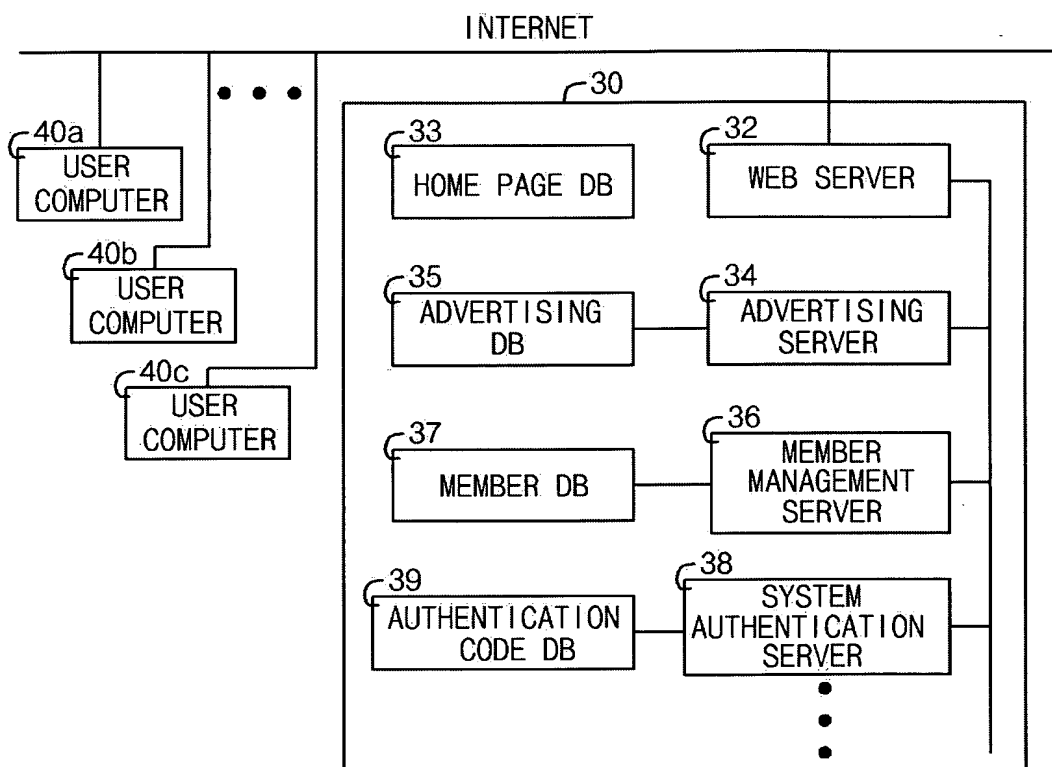 INTERNET
30
40a
USER
COMPUTER
40b
USER
COMPUTER
40c
USER
COMPUTER
33
HOME PAGE DB
32
WEB SERVER
35
ADVERTISING
DB
34
ADVERTISING
SERVER
37
MEMBER DB
36
MEMBER
MANAGEMENT
SERVER
39
AUTHENTICATION
CODE DB
38
SYSTEM
AUTHENTICATION
SERVER